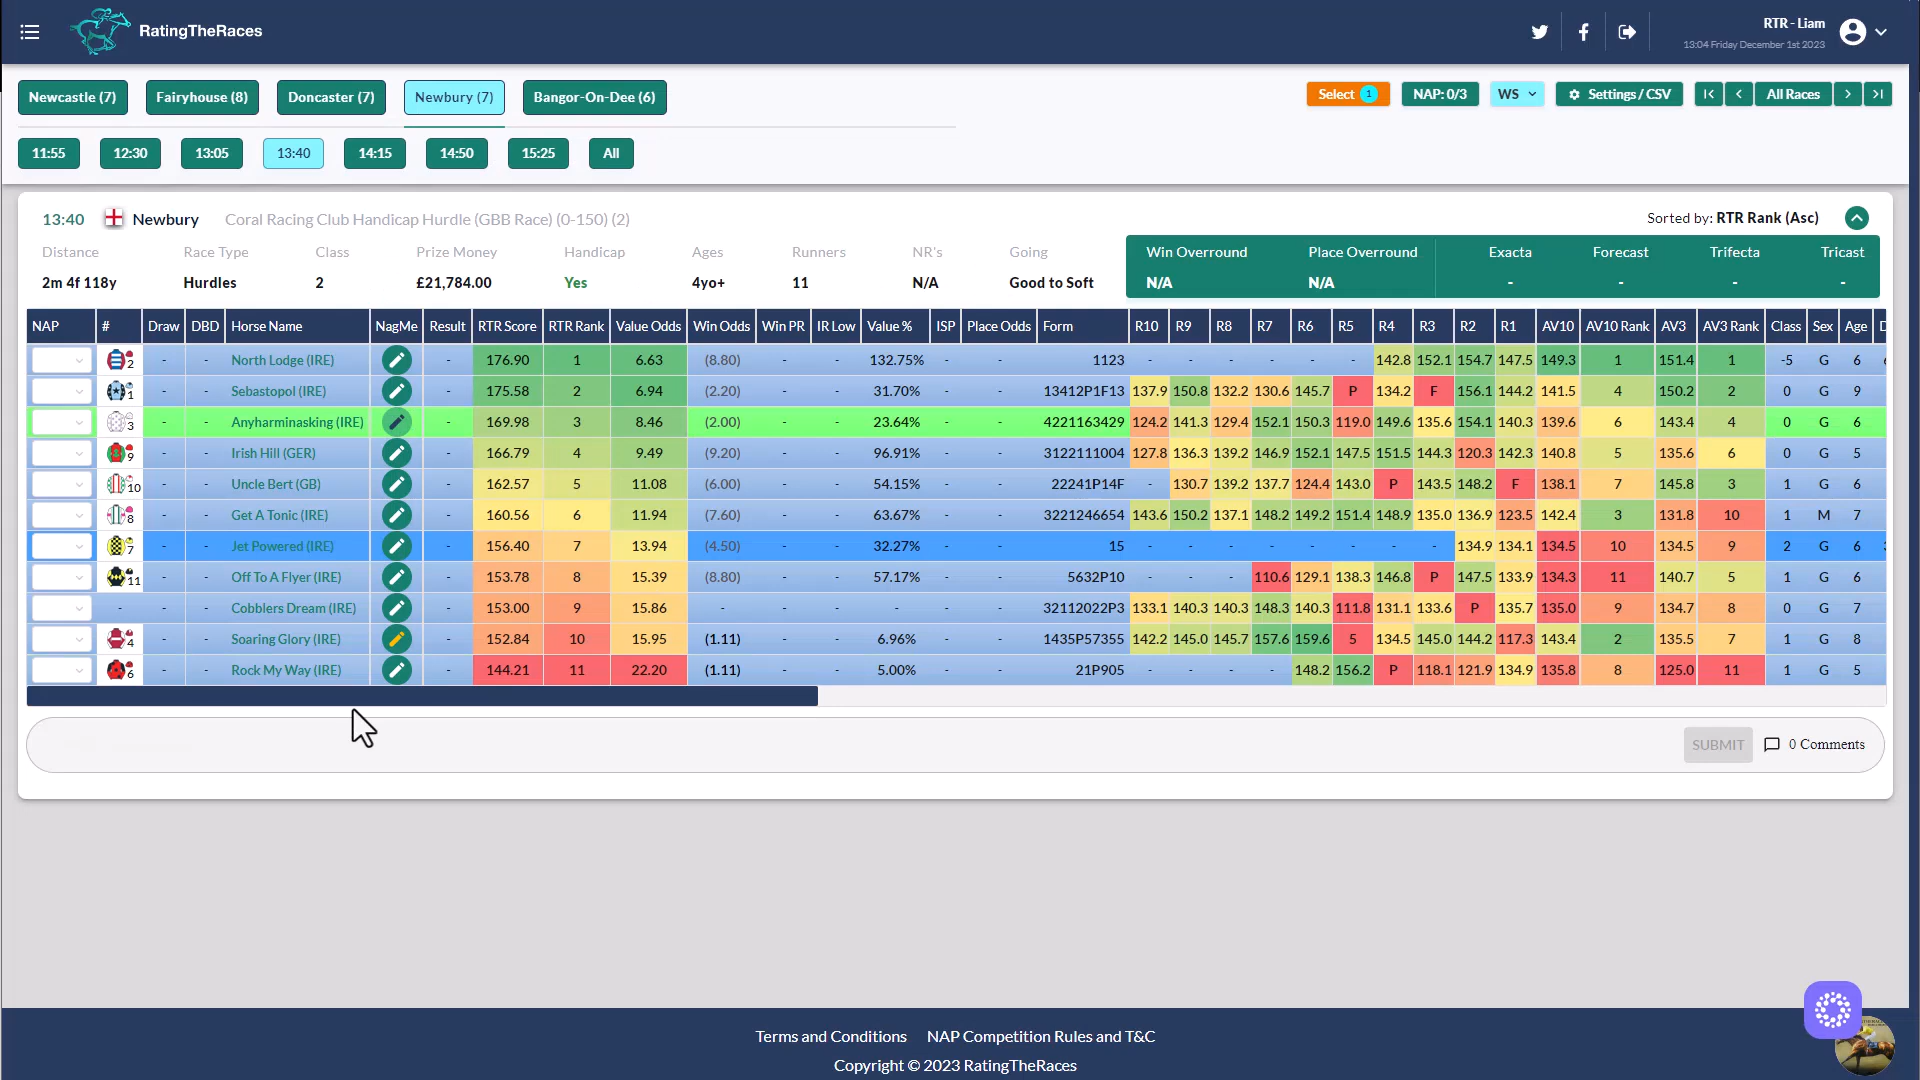 RatingTheRaces
RTR - Liam
13:04 Friday December 1st 2023
Newcastle (7) Fairyhouse (8) Doncaster (7) Newbury (7) Bangor-On-Dee (6)
Select 1 NAP: 0/3 WS Settings / CSV All Races
11:55 12:30 13:05 13:40 14:15 14:50 15:25 All
13:40 Newbury Coral Racing Club Handicap Hurdle (GBB Race) (0-150) (2) Sorted by: RTR Rank (Asc)
Distance Race Type Class Prize Money Handicap Ages Runners NR's Going Win Overround Place Overround Exacta Forecast Trifecta Tricast
2m 4f 118y Hurdles 2 £21,784.00 Yes 4yo+ 11 N/A Good to Soft N/A N/A - - - -
NAP # Draw DBD Horse Name NagMe Result RTR Score RTR Rank Value Odds Win Odds Win PR IR Low Value % ISP Place Odds Form R10 R9 R8 R7 R6 R5 R4 R3 R2 R1 AV10 AV10 Rank AV3 AV3 Rank Class Sex Age
2 - - North Lodge (IRE) - 176.90 1 6.63 (8.80) - - 132.75% - - 1123 - - - - - - 142.8 152.1 154.7 147.5 149.3 1 151.4 1 -5 G 6
1 - - Sebastopol (IRE) - 175.58 2 6.94 (2.20) - - 31.70% - - 13412P1F13 137.9 150.8 132.2 130.6 145.7 P 134.2 F 156.1 144.2 141.5 4 150.2 2 0 G 9
3 - - Anyharminasking (IRE) - 169.98 3 8.46 (2.00) - - 23.64% - - 4221163429 124.2 141.3 129.4 152.1 150.3 119.0 149.6 135.6 154.1 140.3 139.6 6 143.4 4 0 G 6
9 - - Irish Hill (GER) - 166.79 4 9.49 (9.20) - - 96.91% - - 3122111004 127.8 136.3 139.2 146.9 152.1 147.5 151.5 144.3 120.3 142.3 140.8 5 135.6 6 0 G 5
10 - - Uncle Bert (GB) - 162.57 5 11.08 (6.00) - - 54.15% - - 22241P14F - 130.7 139.2 137.7 124.4 143.0 P 143.5 148.2 F 138.1 7 145.8 3 1 G 6
8 - - Get A Tonic (IRE) - 160.56 6 11.94 (7.60) - - 63.67% - - 3221246654 143.6 150.2 137.1 148.2 149.2 151.4 148.9 135.0 136.9 123.5 142.4 3 131.8 10 1 M 7
7 - - Jet Powered (IRE) - 156.40 7 13.94 (4.50) - - 32.27% - - 15 - - - - - - - - 134.9 134.1 134.5 10 134.5 9 2 G 6
11 - - Off To A Flyer (IRE) - 153.78 8 15.39 (8.80) - - 57.17% - - 5632P10 - - - 110.6 129.1 138.3 146.8 P 147.5 133.9 134.3 11 140.7 5 1 G 6
- - - Cobblers Dream (IRE) - 153.00 9 15.86 - - - - - - 32112022P3 133.1 140.3 140.3 148.3 140.3 111.8 131.1 133.6 P 135.7 135.0 9 134.7 8 0 G 7
4 - - Soaring Glory (IRE) - 152.84 10 15.95 (1.11) - - 6.96% - - 1435P57355 142.2 145.0 145.7 157.6 159.6 5 134.5 145.0 144.2 117.3 143.4 2 135.5 7 1 G 8
6 - - Rock My Way (IRE) - 144.21 11 22.20 (1.11) - - 5.00% - - 21P905 - - - - 148.2 156.2 P 118.1 121.9 134.9 135.8 8 125.0 11 1 G 5
SUBMIT 0 Comments
Terms and Conditions NAP Competition Rules and T&C
Copyright © 2023 RatingTheRaces